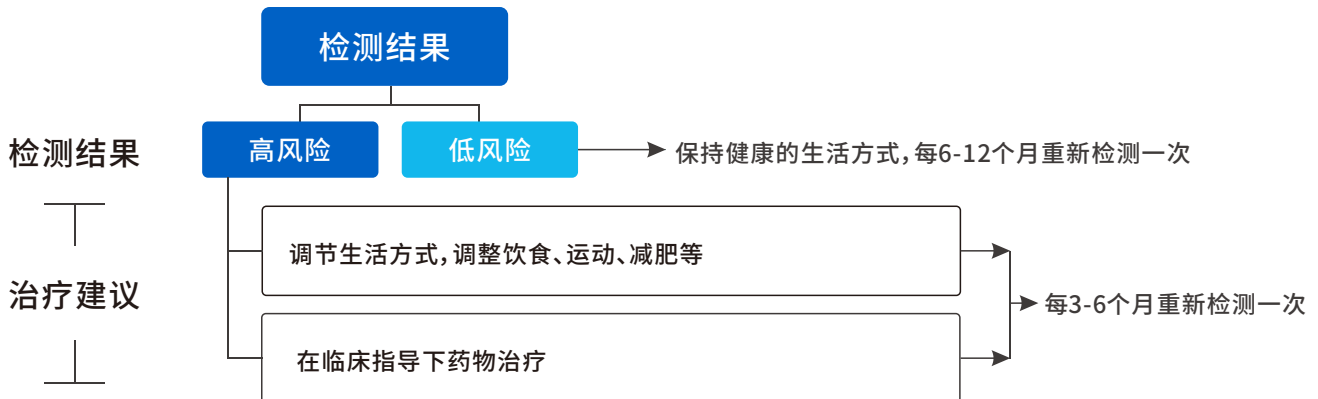 检测结果
检测结果
高风险
低风险
保持健康的生活方式,每6-12个月重新检测一次
调节生活方式,调整饮食、运动、减肥等
治疗建议
每3-6个月重新检测一次
在临床指导下药物治疗